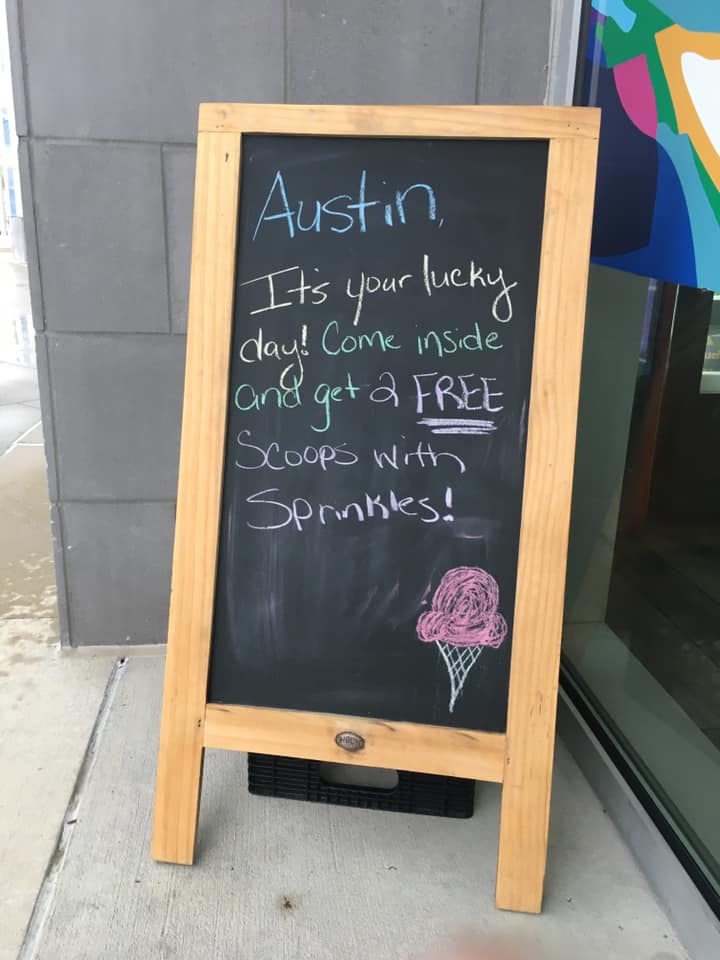 Austin,
It's your lucky
day! Come inside
and get 2 FREE
Scoops with
Sprinkles!